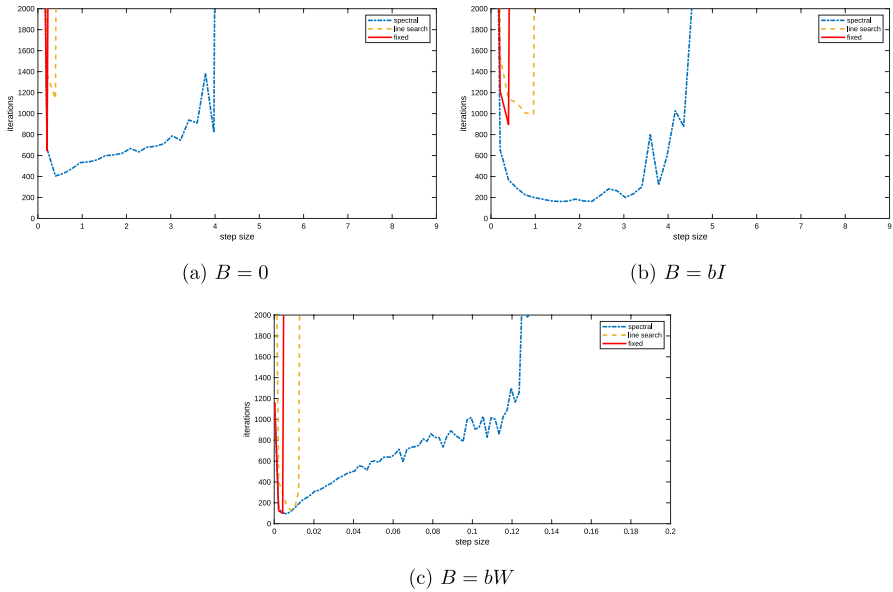 2000
1800
1600
1400
1200
1000
800
600
400
200
0
iterations
0 1 2 3 4 5 6 7 8 9
step size
spectral
line search
fixed
(a) B = 0
2000
1800
1600
1400
1200
1000
800
600
400
200
0
iterations
0 1 2 3 4 5 6 7 8 9
step size
spectral
line search
fixed
(b) B = bI
2000
1800
1600
1400
1200
1000
800
600
400
200
0
iterations
0 0.02 0.04 0.06 0.08 0.1 0.12 0.14 0.16 0.18 0.2
step size
spectral
line search
fixed
(c) B = bW